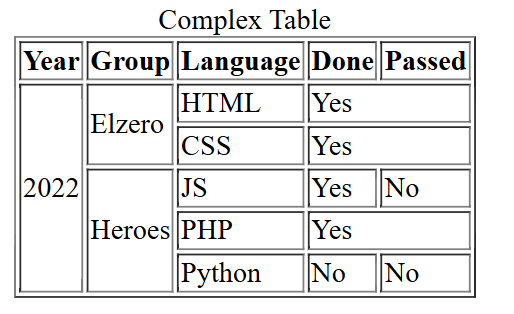 Complex Table
Year Group Language Done Passed
2022 Elzero HTML Yes
CSS Yes
Heroes JS Yes No
PHP Yes
Python No No